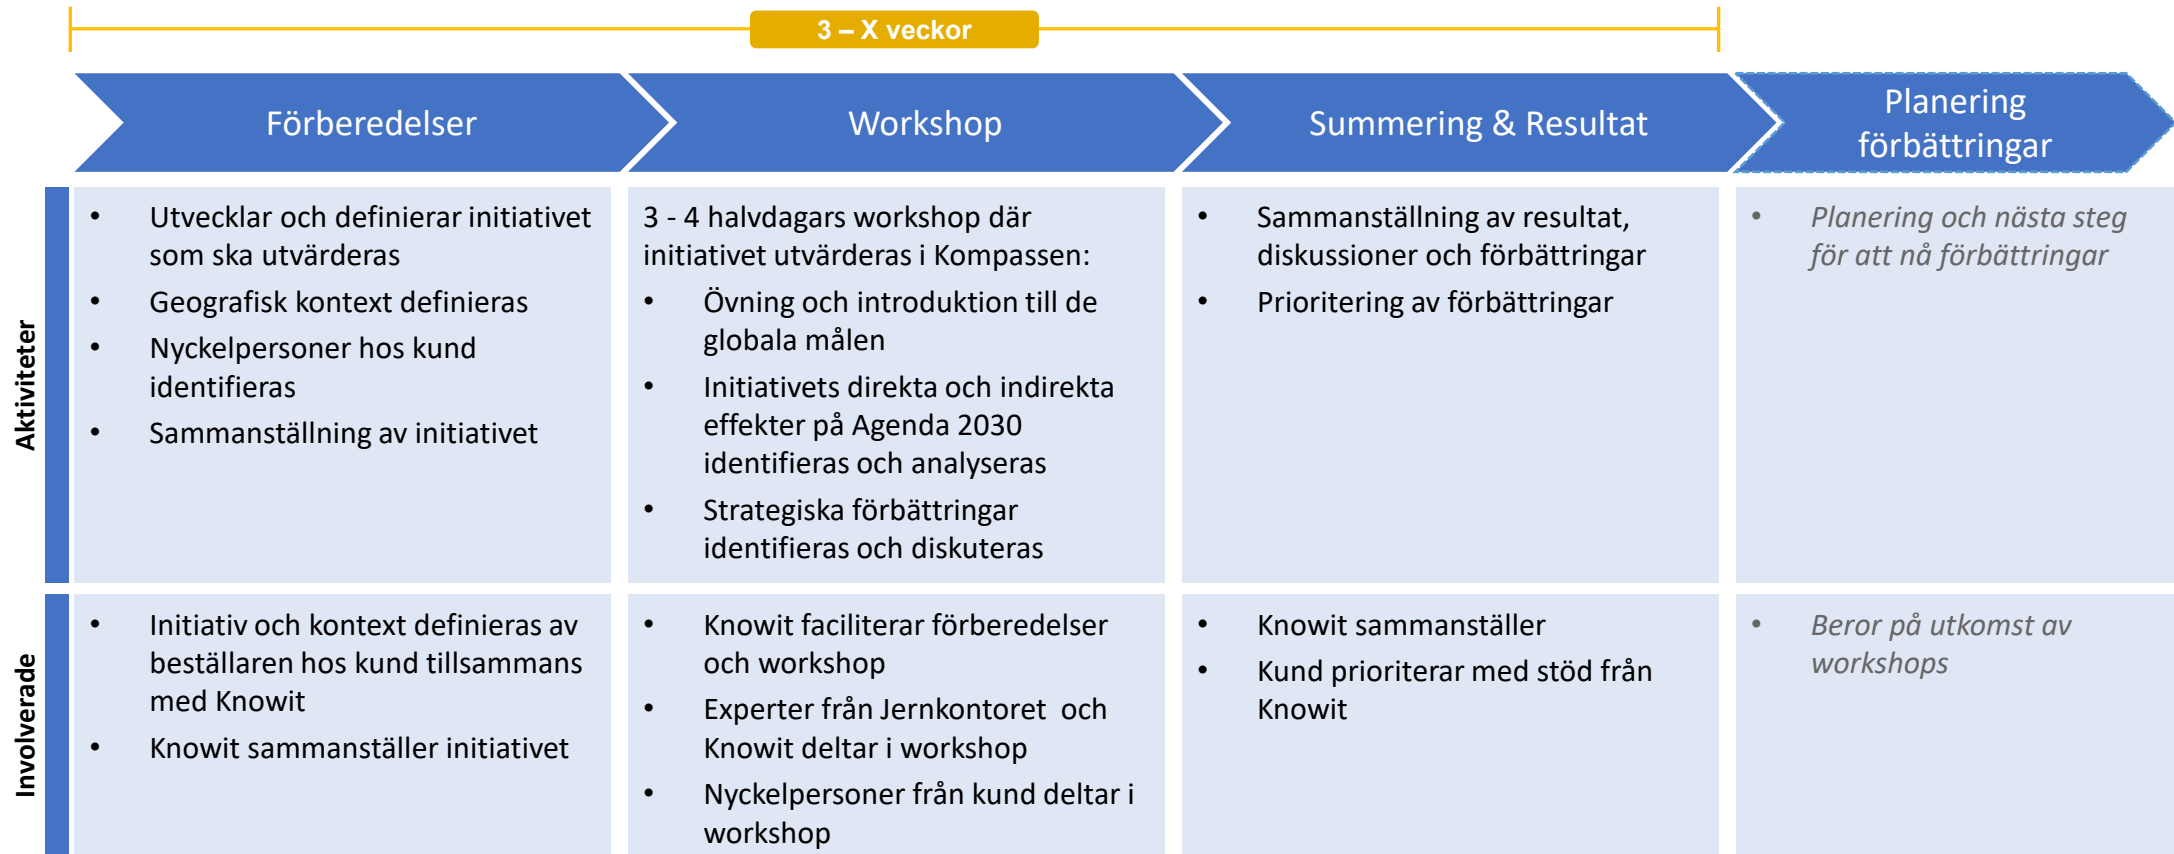 3 – X veckor
Förberedelser
Workshop
Summering & Resultat
Planering
förbättringar
Aktiviteter
• Utvecklar och definierar initiativet
som ska utvärderas
• Geografisk kontext definieras
• Nyckelpersoner hos kund
identifieras
• Sammanställning av initiativet
3 - 4 halvdagars workshop där
initiativet utvärderas i Kompassen:
• Övning och introduktion till de
globala målen
• Initiativets direkta och indirekta
effekter på Agenda 2030
identifieras och analyseras
• Strategiska förbättringar
identifieras och diskuteras
• Sammanställning av resultat,
diskussioner och förbättringar
• Prioritering av förbättringar
• Planering och nästa steg
för att nå förbättringar
Involverade
• Initiativ och kontext definieras av
beställaren hos kund tillsammans
med Knowit
• Knowit sammanställer initiativet
• Knowit faciliterar förberedelser
och workshop
• Experter från Jernkontoret  och
Knowit deltar i workshop
• Nyckelpersoner från kund deltar i
workshop
• Knowit sammanställer
• Kund prioriterar med stöd från
Knowit
• Beror på utkomst av
workshops